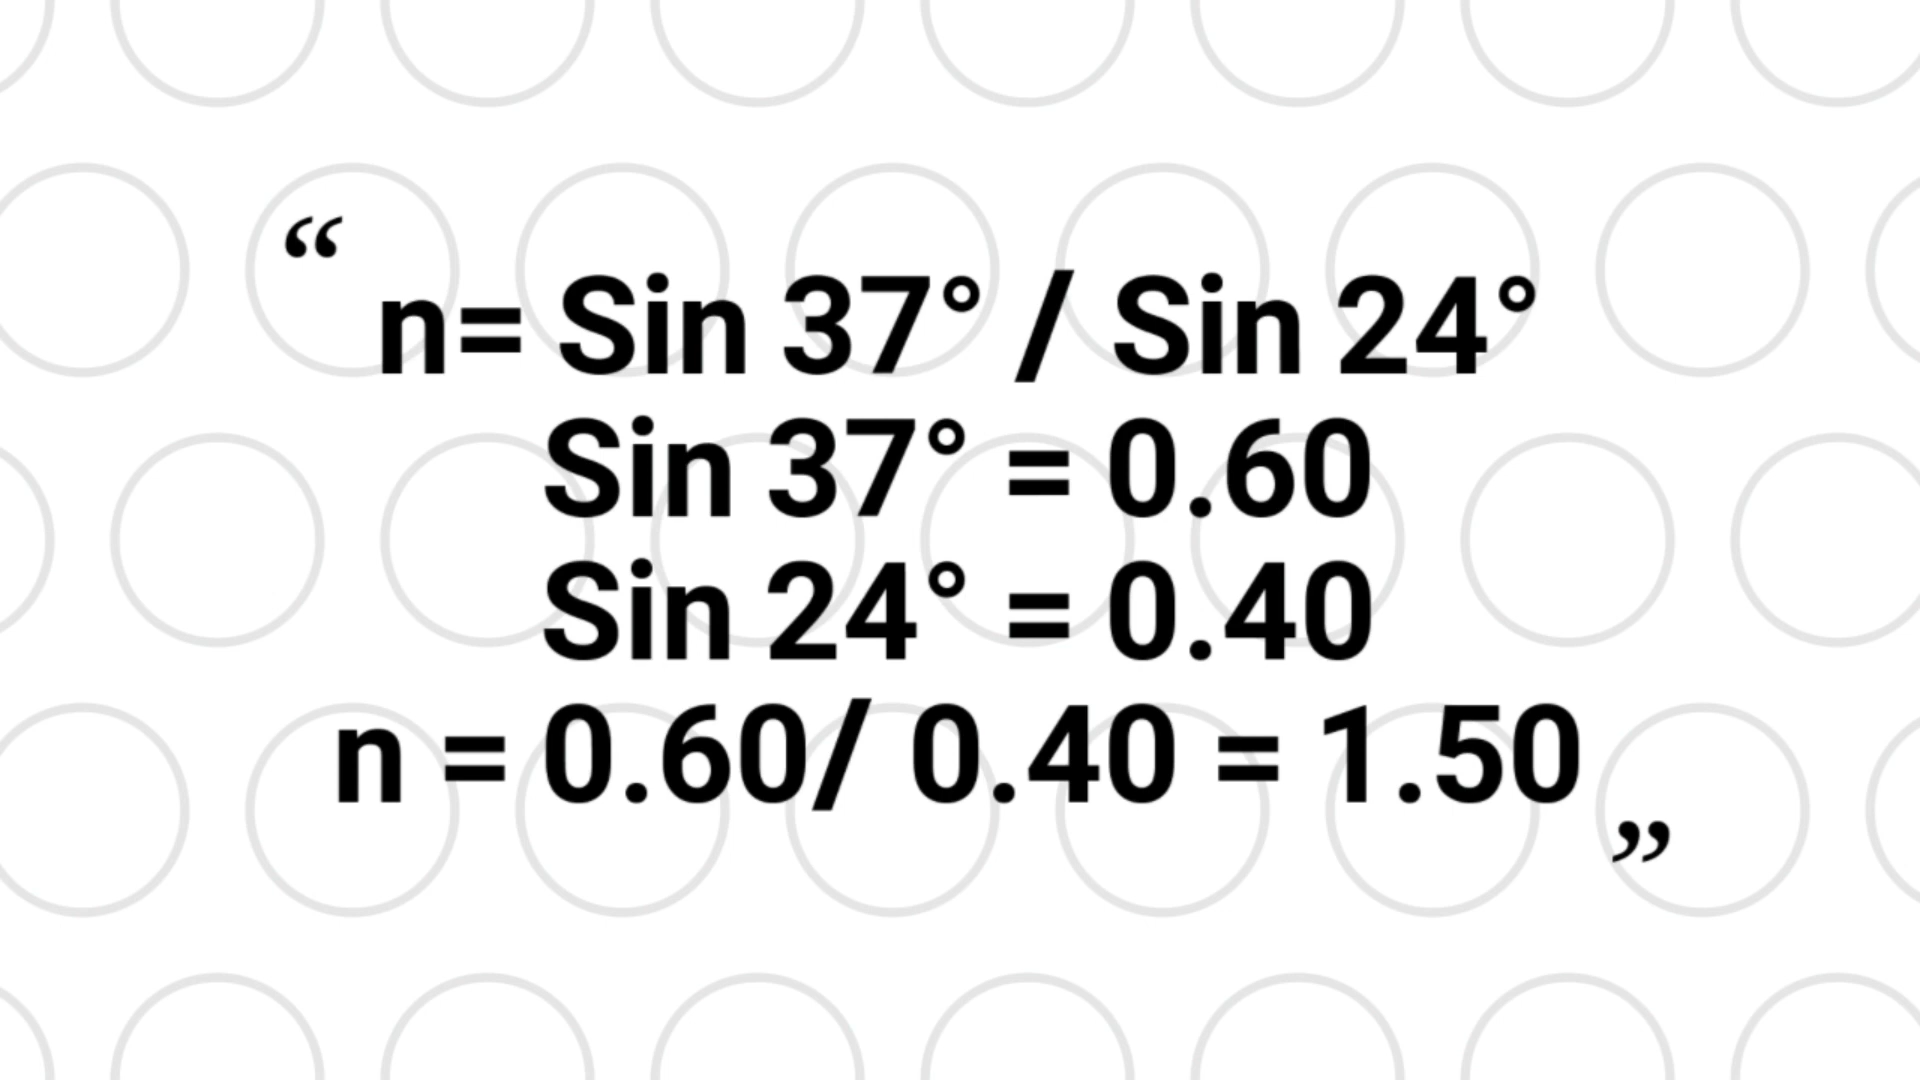 “ n= Sin 37° / Sin 24°
Sin 37° = 0.60
Sin 24° = 0.40
n = 0.60/ 0.40 = 1.50 ”